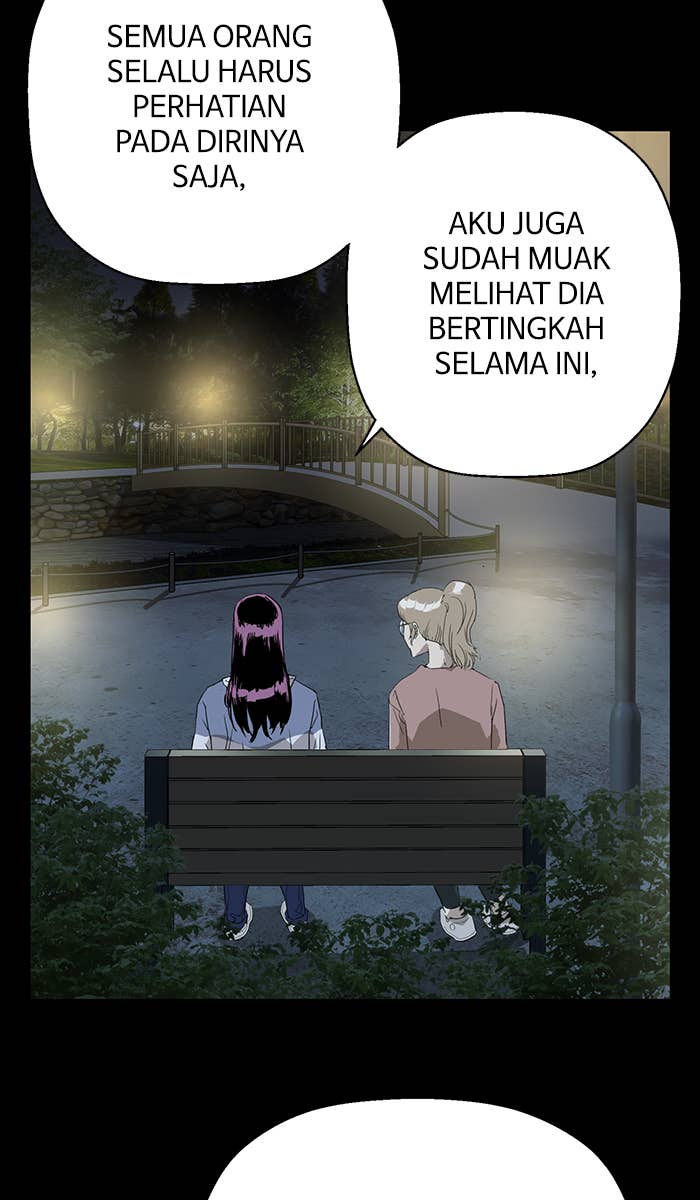 SEMUA ORANG
SELALU HARUS
PERHATIAN
PADA DIRINYA
SAJA,
AKU JUGA
SUDAH MUAK
MELIHAT DIA
BERTINGKAH
SELAMA INI,